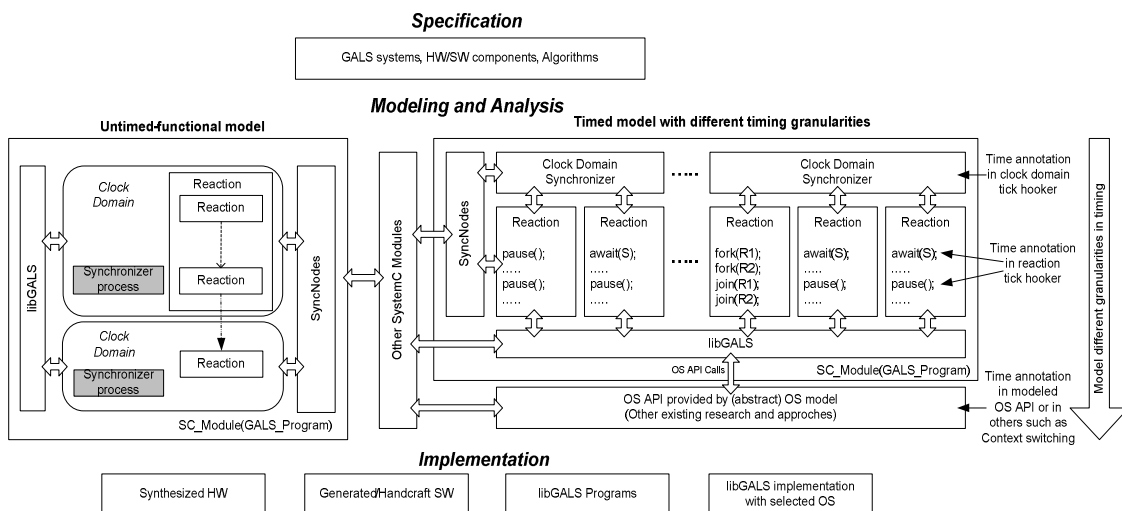 Specification
GALS systems, HW/SW components, Algorithms
Modeling and Analysis
Untimed-functional model
libGALS
Clock
Domain
Synchronizer
process
Reaction
Reaction
Reaction
Clock
Domain
Synchronizer
process
Reaction
SyncNodes
SC_Module(GALS_Program)
Other SystemC Modules
Timed model with different timing granularities
SyncNodes
Clock Domain
Synchronizer
.....
Clock Domain
Synchronizer
Reaction
pause();
.....
pause();
.....
Reaction
await(S);
.....
pause();
.....
.....
Reaction
fork(R1);
fork(R2);
join(R1);
join(R2);
Reaction
await(S);
.....
pause();
.....
Reaction
await(S);
.....
pause();
.....
libGALS
OS API Calls
SC_Module(GALS_Program)
OS API provided by (abstract) OS model
(Other existing research and approches)
Time annotation
in clock domain
tick hooker
Time annotation
in reaction
tick hooker
Time annotation
in modeled
OS API or in
others such as
Context switching
Model different granularities in timing
Implementation
Synthesized HW
Generated/Handcraft SW
libGALS Programs
libGALS implementation
with selected OS